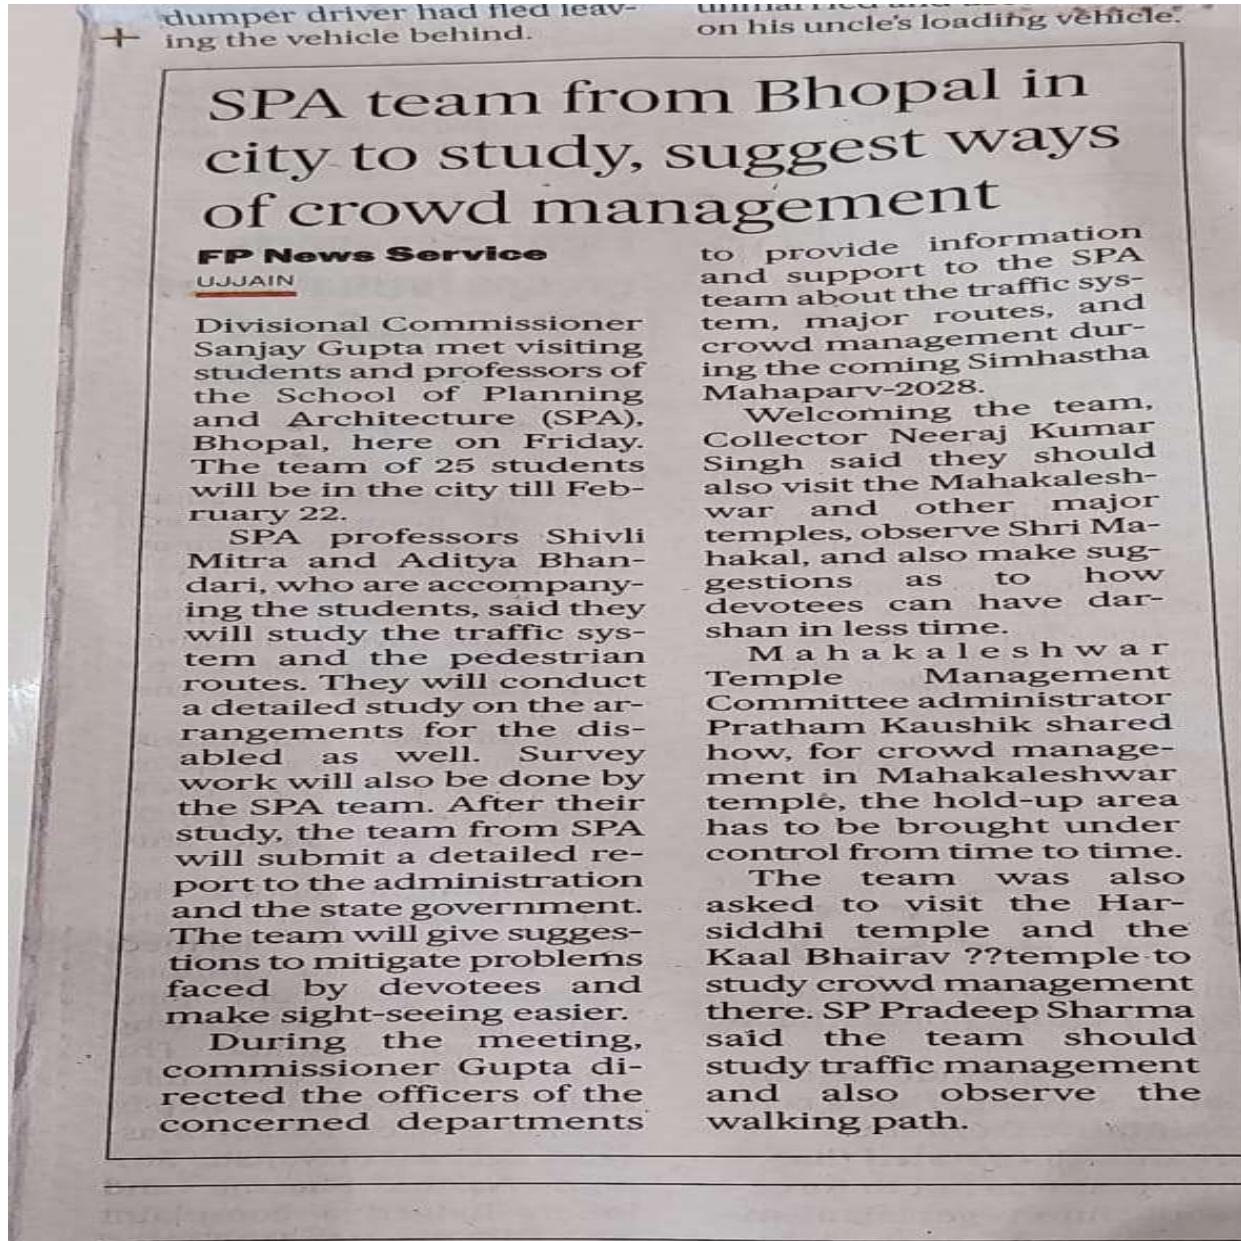 dumper driver had fled leav-
ing the vehicle behind.
on his uncle's loading vehicle.
SPA team from Bhopal in
city to study, suggest ways
of crowd management
FP News Service
UJJAIN
Divisional Commissioner
Sanjay Gupta met visiting
students and professors of
the School of Planning
and Architecture (SPA),
Bhopal, here on Friday.
The team of 25 students
will be in the city till Feb-
ruary 22.
SPA professors Shivli
Mitra and Aditya Bhan-
dari, who are accompany-
ing the students, said they
will study the traffic sys-
tem and the pedestrian
routes. They will conduct
a detailed study on the ar-
rangements for the dis-
abled as well. Survey
work will also be done by
the SPA team. After their
study, the team from SPA
will submit a detailed re-
port to the administration
and the state government.
The team will give sugges-
tions to mitigate problems
faced by devotees and
make sight-seeing easier.
During the meeting,
commissioner Gupta di-
rected the officers of the
concerned departments
to provide information
and support to the SPA
team about the traffic sys-
tem, major routes, and
crowd management dur-
ing the coming Simhastha
Mahaparv-2028.
Welcoming the team,
Collector Neeraj Kumar
Singh said they should
also visit the Mahakalesh-
war and other major
temples, observe Shri Ma-
hakal, and also make sug-
gestions as to how
devotees can have dar-
shan in less time.
Mahakaleshwar
Temple Management
Committee administrator
Pratham Kaushik shared
how, for crowd manage-
ment in Mahakaleshwar
temple, the hold-up area
has to be brought under
control from time to time.
The team was also
asked to visit the Har-
siddhi temple and the
Kaal Bhairav ??temple to
study crowd management
there. SP Pradeep Sharma
said the team should
study traffic management
and also observe the
walking path.